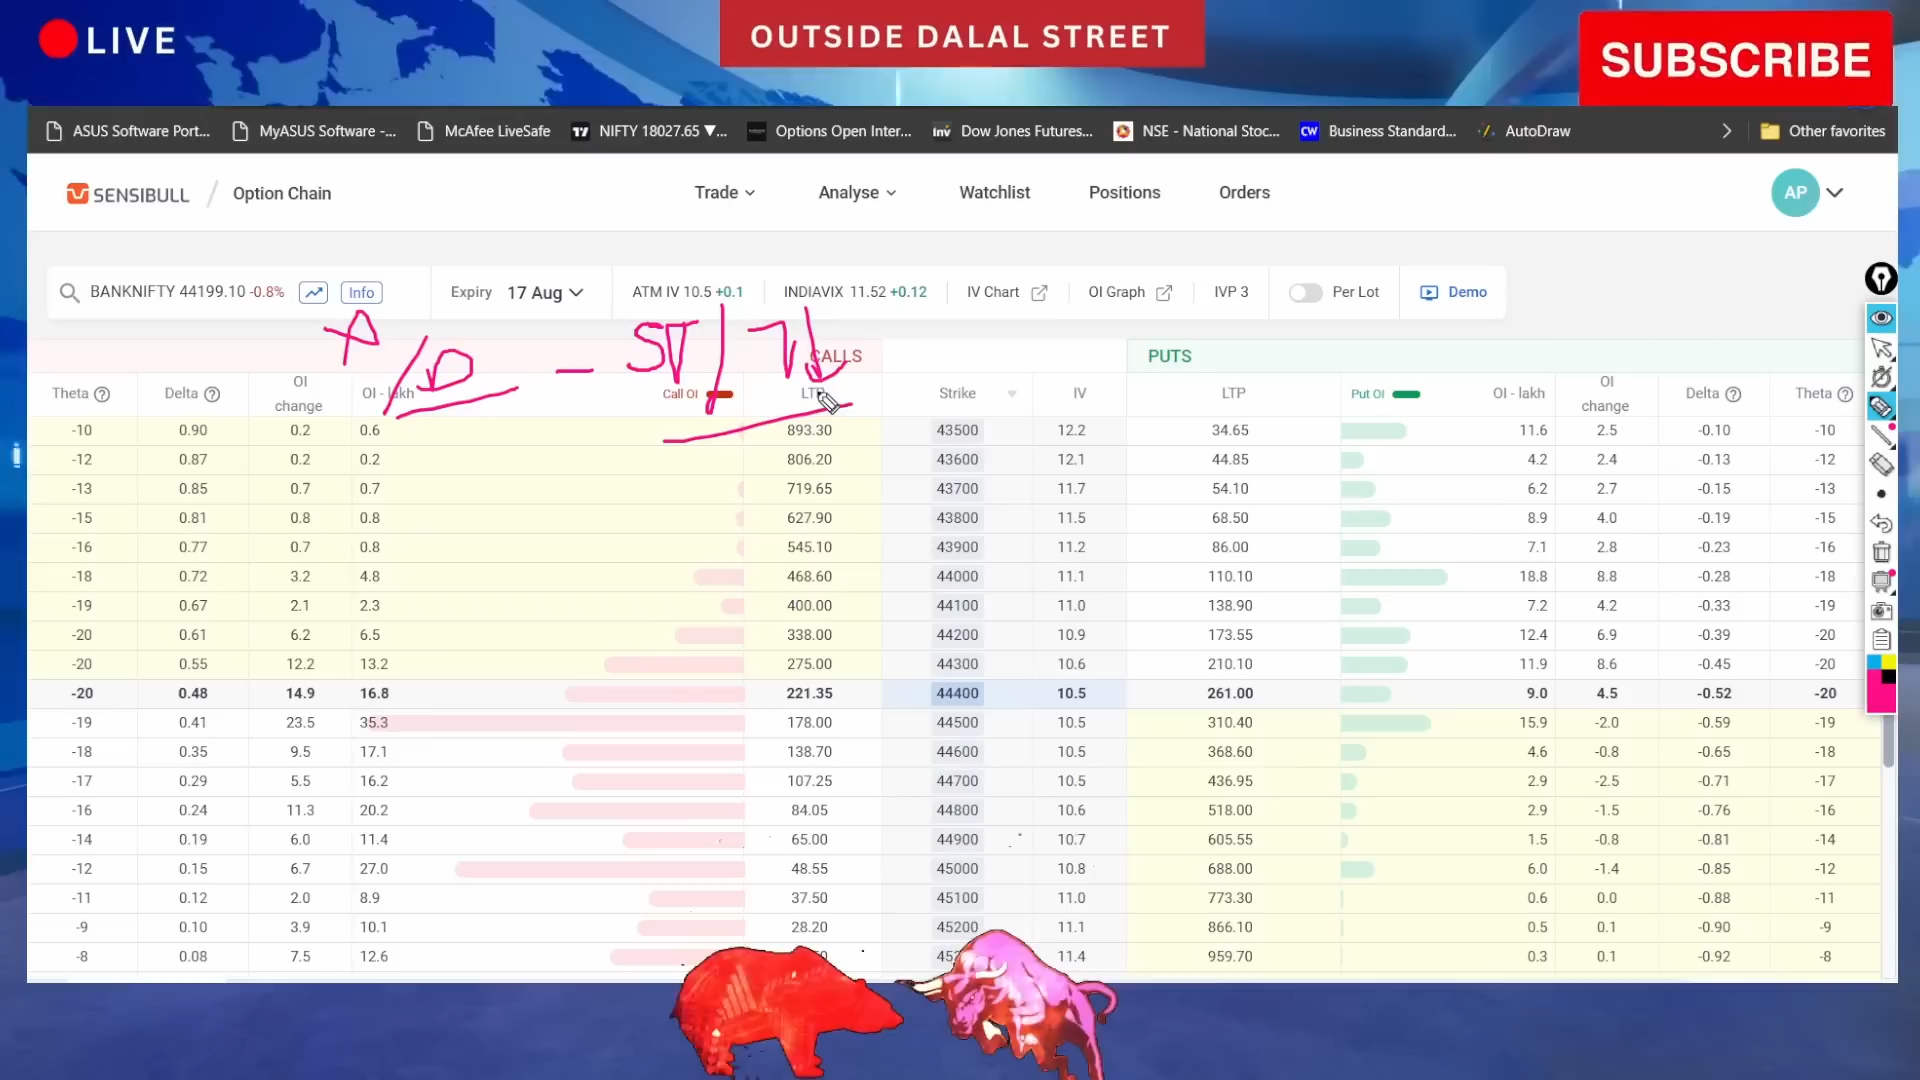 LIVE
OUTSIDE DALAL STREET
SUBSCRIBE
ASUS Software Port... MyASUS Software -... McAfee LiveSafe NIFTY 18027.65 ▼,... Options Open Inter... inv Dow Jones Futures... NSE - National Stoc... CW Business Standard... AutoDraw Other favorites
SENSIBULL / Option Chain Trade Analyse Watchlist Positions Orders AP
BANKNIFTY 44199.10 -0.8% Info Expiry 17 Aug ATM IV 10.5 +0.1 INDIAVIX 11.52 +0.12 IV Chart OI Graph IVP 3 Per Lot Demo
A/D
CALLS PUTS
Theta Delta OI change OI - lakh Call OI LTP Strike IV LTP Put OI OI - lakh OI change Delta Theta
-10 0.90 0.2 0.6 893.30 43500 12.2 34.65 11.6 2.5 -0.10 -10
-12 0.87 0.2 0.2 806.20 43600 12.1 44.85 4.2 2.4 -0.13 -12
-13 0.85 0.7 0.7 719.65 43700 11.7 54.10 6.2 2.7 -0.15 -13
-15 0.81 0.8 0.8 627.90 43800 11.5 68.50 8.9 4.0 -0.19 -15
-16 0.77 0.7 0.8 545.10 43900 11.2 86.00 7.1 2.8 -0.23 -16
-18 0.72 3.2 4.8 468.60 44000 11.1 110.10 18.8 8.8 -0.28 -18
-19 0.67 2.1 2.3 400.00 44100 11.0 138.90 7.2 4.2 -0.33 -19
-20 0.61 6.2 6.5 338.00 44200 10.9 173.55 12.4 6.9 -0.39 -20
-20 0.55 12.2 13.2 275.00 44300 10.6 210.10 11.9 8.6 -0.45 -20
-20 0.48 14.9 16.8 221.35 44400 10.5 261.00 9.0 4.5 -0.52 -20
-19 0.41 23.5 35.3 178.00 44500 10.5 310.40 15.9 -2.0 -0.59 -19
-18 0.35 9.5 17.1 138.70 44600 10.5 368.60 4.6 -0.8 -0.65 -18
-17 0.29 5.5 16.2 107.25 44700 10.5 436.95 2.9 -2.5 -0.71 -17
-16 0.24 11.3 20.2 84.05 44800 10.6 518.00 2.9 -1.5 -0.76 -16
-14 0.19 6.0 11.4 65.00 44900 10.7 605.55 1.5 -0.8 -0.81 -14
-12 0.15 6.7 27.0 48.55 45000 10.8 688.00 6.0 -1.4 -0.85 -12
-11 0.12 2.0 8.9 37.50 45100 11.0 773.30 0.6 0.0 -0.88 -11
-9 0.10 3.9 10.1 28.20 45200 11.1 866.10 0.5 0.1 -0.90 -9
-8 0.08 7.5 12.6 11.4 959.70 0.3 0.1 -0.92 -8